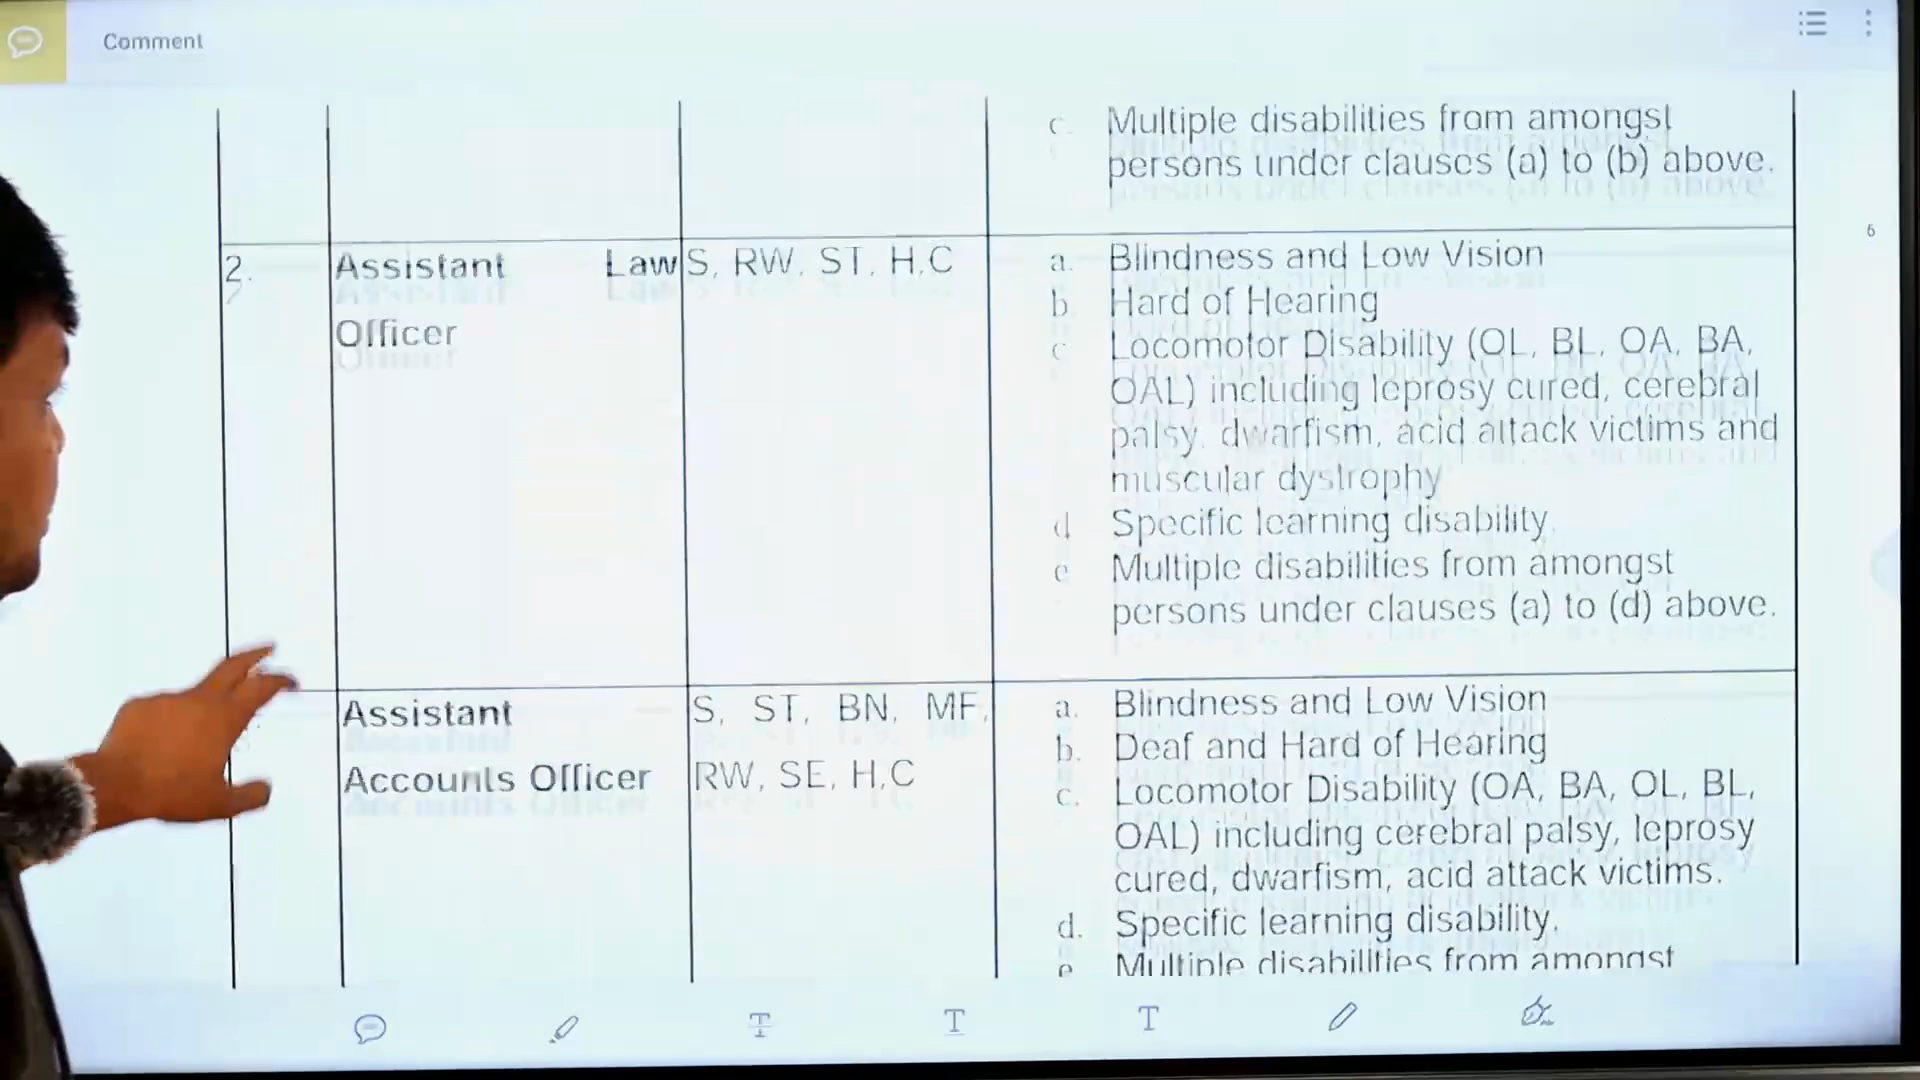 Comment
c. Multiple disabilities from amongst
persons under clauses (a) to (b) above.
6
2. Assistant Law Officer
S, RW, ST, H,C
a. Blindness and Low Vision
b Hard of Hearing
c Locomotor Disability (OL, BL, OA, BA,
OAL) including leprosy cured, cerebral
palsy, dwarfism, acid attack victims and
muscular dystrophy
d Specific learning disability.
e Multiple disabilities from amongst
persons under clauses (a) to (d) above.
Assistant
Accounts Officer
S, ST, BN, MF,
RW, SE, H,C
a. Blindness and Low Vision
b. Deaf and Hard of Hearing
c. Locomotor Disability (OA, BA, OL, BL,
OAL) including cerebral palsy, leprosy
cured, dwarfism, acid attack victims.
d. Specific learning disability.
e Multiple disabilities from amongst